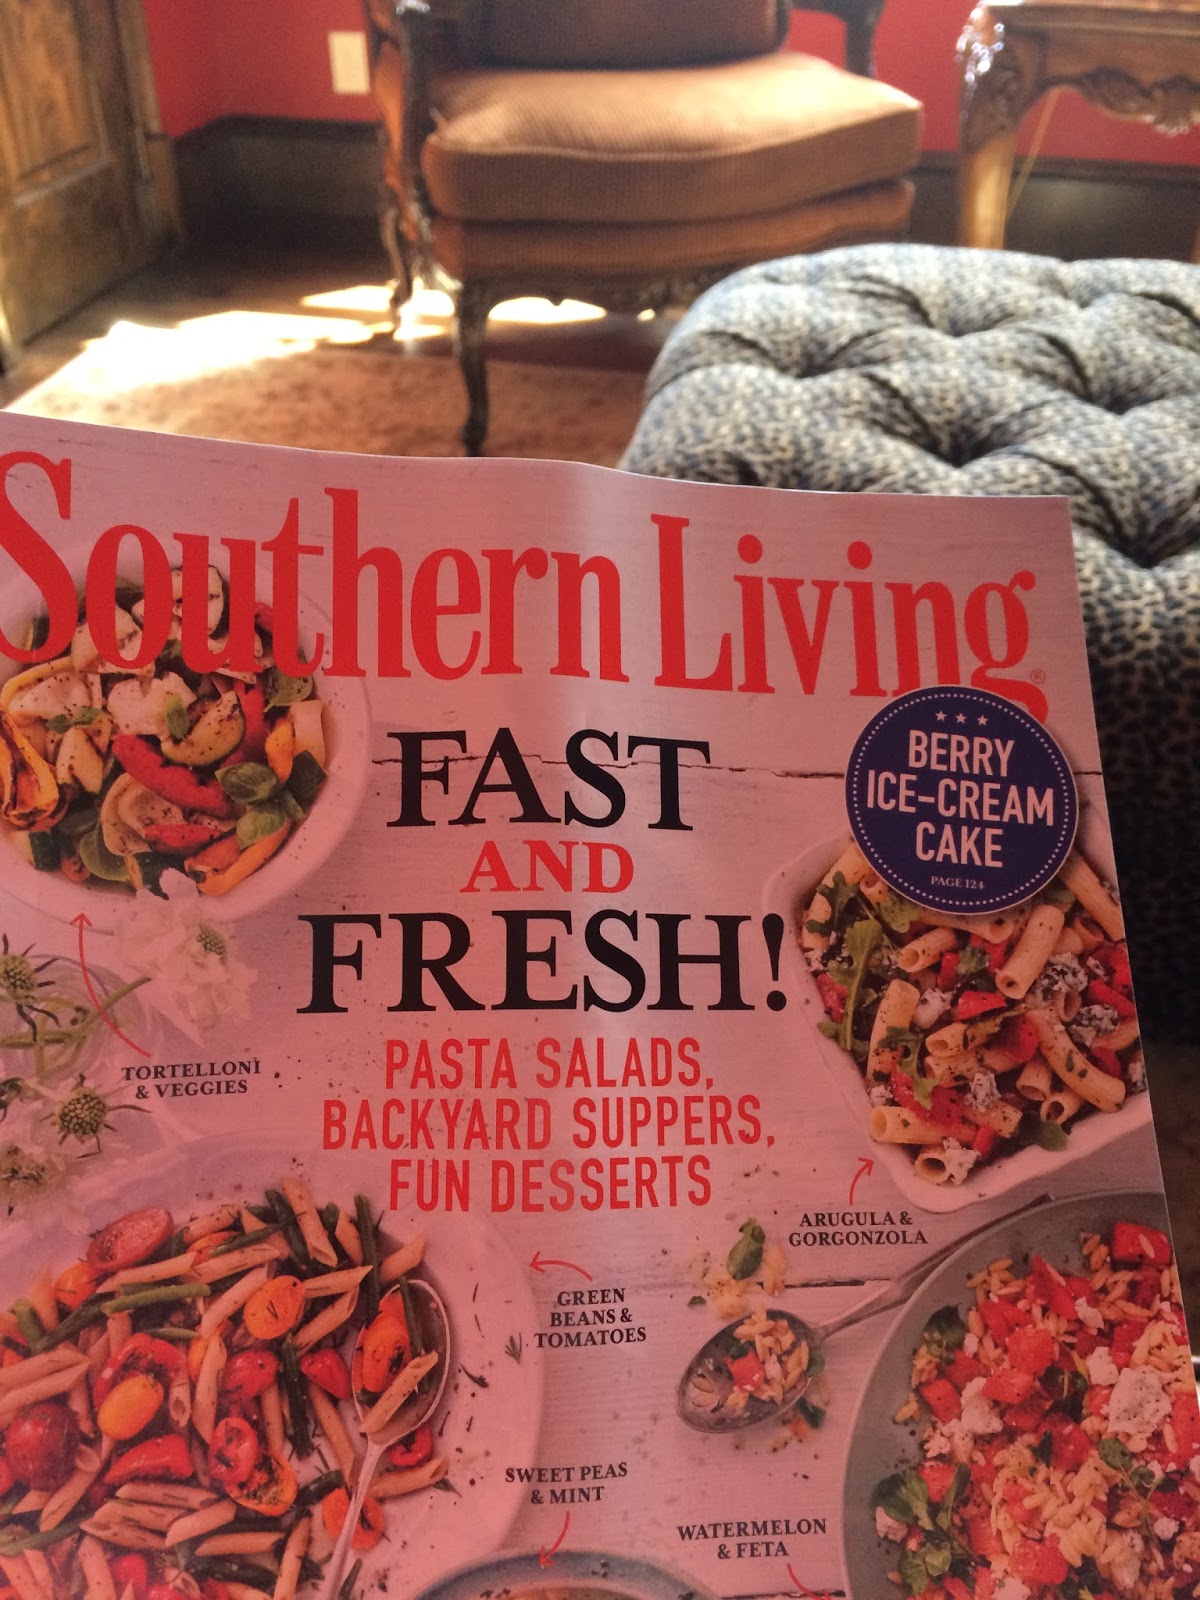 Southern Living®
BERRY
ICE-CREAM
CAKE
PAGE 124
FAST
AND
FRESH!
PASTA SALADS,
BACKYARD SUPPERS,
FUN DESSERTS
TORTELLONI
& VEGGIES
ARUGULA &
GORGONZOLA
GREEN
BEANS &
TOMATOES
SWEET PEAS
& MINT
WATERMELON
& FETA